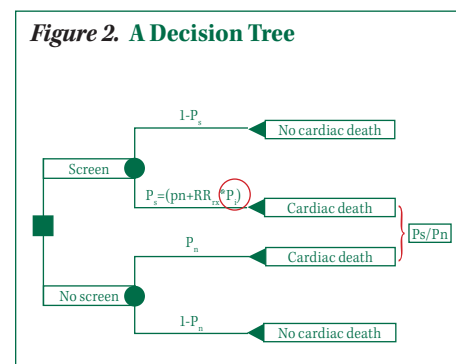 Figure 2. A Decision Tree
1-Ps
No cardiac death
Screen
Ps=(pn+RRrx*Pi)
Cardiac death
Ps/Pn
Pn
Cardiac death
No screen
1-Pn
No cardiac death